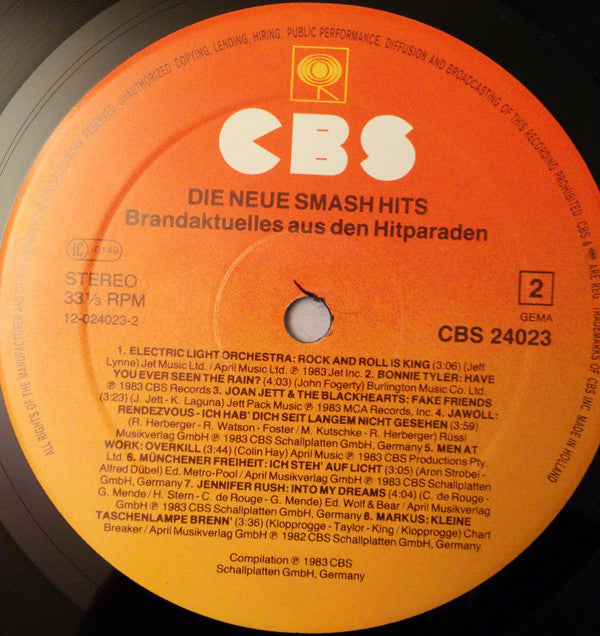 ALL RIGHTS OF THE MANUFACTURER AND OF THE OWNER OF THE RECORDED WORK RESERVED. UNAUTHORIZED COPYING, LENDING, HIRING, PUBLIC PERFORMANCE, DIFFUSION AND BROADCASTING OF THIS RECORDING PROHIBITED. CBS & ARE REG. TRADEMARKS OF CBS INC. MADE IN HOLLAND
CBS
DIE NEUE SMASH HITS
Brandaktuelles aus den Hitparaden
IC -0149
STEREO
33⅓ RPM
12-024023-2
2
GEMA
CBS 24023
1. ELECTRIC LIGHT ORCHESTRA: ROCK AND ROLL IS KING (3:06) (Jeff
Lynne) Jet Music Ltd. / April Music Ltd. ℗ 1983 Jet Inc. 2. BONNIE TYLER: HAVE
YOU EVER SEEN THE RAIN? (4:03) (John Fogerty) Burlington Music Co. Ltd.
℗ 1983 CBS Records 3. JOAN JETT & THE BLACKHEARTS: FAKE FRIENDS
(3:23) (J. Jett - K. Laguna) Jett Pack Music ℗ 1983 MCA Records, Inc. 4. JAWOLL:
RENDEZVOUS - ICH HAB' DICH SEIT LANGEM NICHT GESEHEN (3:59)
(R. Herberger - R. Watson - Foster / M. Kutschke - R. Herberger) Rüssl
Musikverlag GmbH ℗ 1983 CBS Schallplatten GmbH, Germany 5. MEN AT
WORK: OVERKILL (3:44) (Colin Hay) April Music ℗ 1983 CBS Productions Pty.
Ltd. 6. MÜNCHENER FREIHEIT: ICH STEH' AUF LICHT (3:05) (Aron Strobel -
Alfred Dübel) Ed. Metro-Pool / April Musikverlag GmbH ℗ 1983 CBS Schallplatten
GmbH, Germany 7. JENNIFER RUSH: INTO MY DREAMS (4:04) (C. de Rouge -
G. Mende / H. Stern - C. de Rouge - G. Mende) Ed. Wolf & Bear / April Musikverlag
GmbH ℗ 1983 CBS Schallplatten GmbH, Germany 8. MARKUS: KLEINE
TASCHENLAMPE BRENN' (3:36) (Klopprogge - Taylor - King / Klopprogge) Chart
Breaker / April Musikverlag GmbH ℗ 1982 CBS Schallplatten GmbH, Germany
Compilation ℗ 1983 CBS
Schallplatten GmbH, Germany